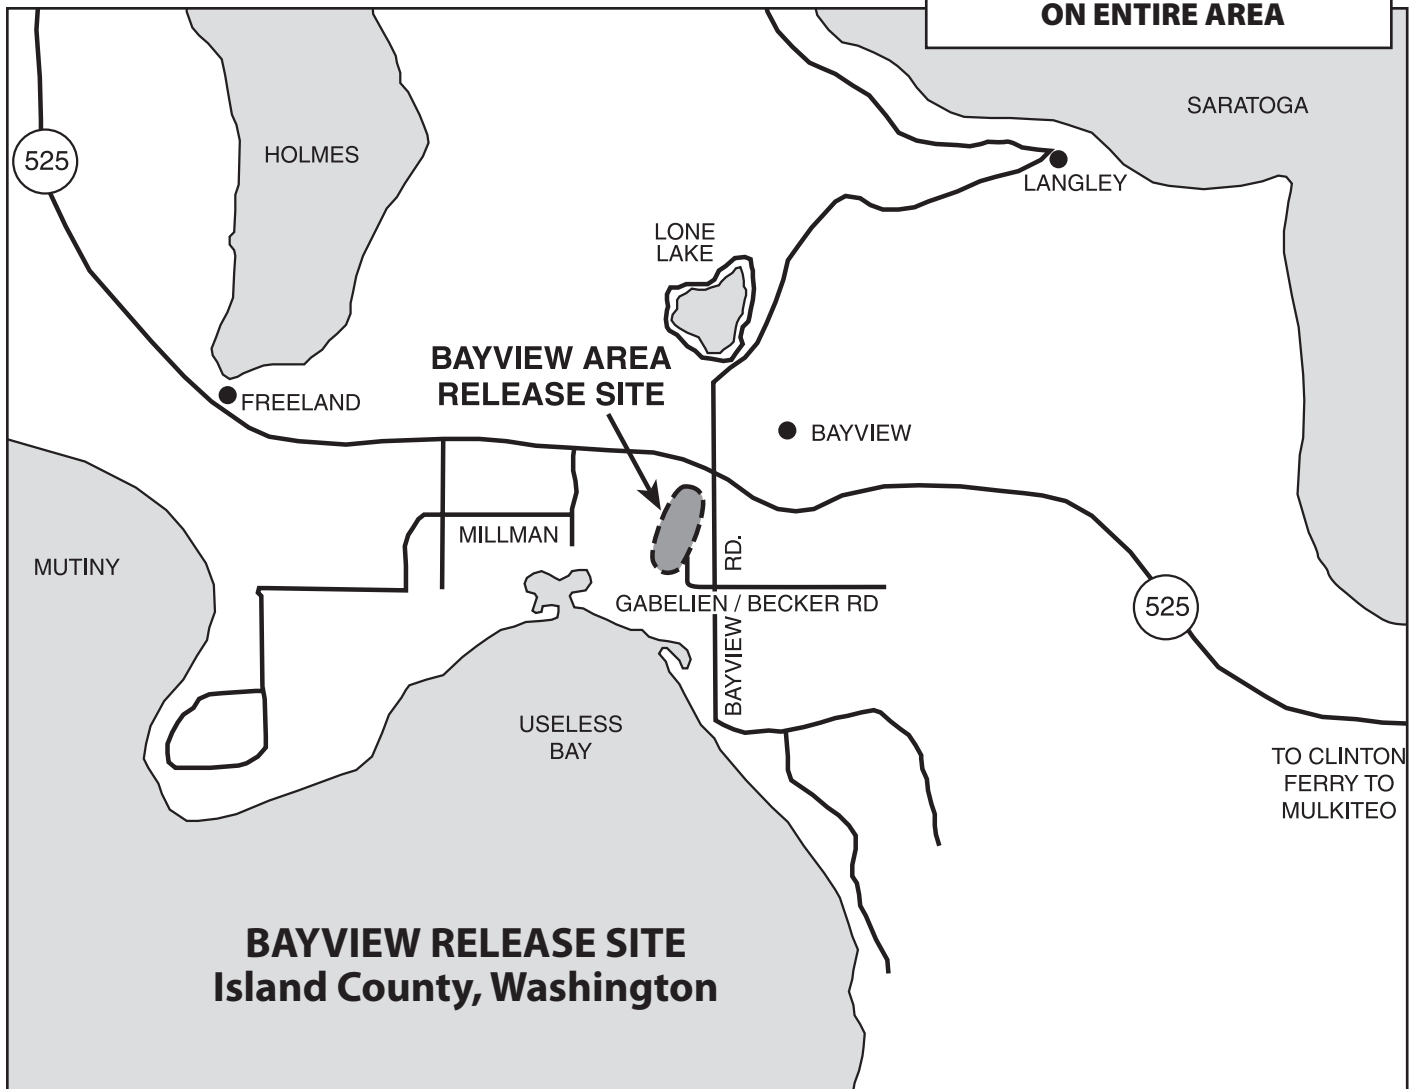 ON ENTIRE AREA
SARATOGA
525
HOLMES
LANGLEY
LONE
LAKE
BAYVIEW AREA
RELEASE SITE
FREELAND
BAYVIEW
MILLMAN
MUTINY
BAYVIEW RD.
GABELIEN / BECKER RD
525
USELESS
BAY
TO CLINTON
FERRY TO
MULKITEO
BAYVIEW RELEASE SITE
Island County, Washington